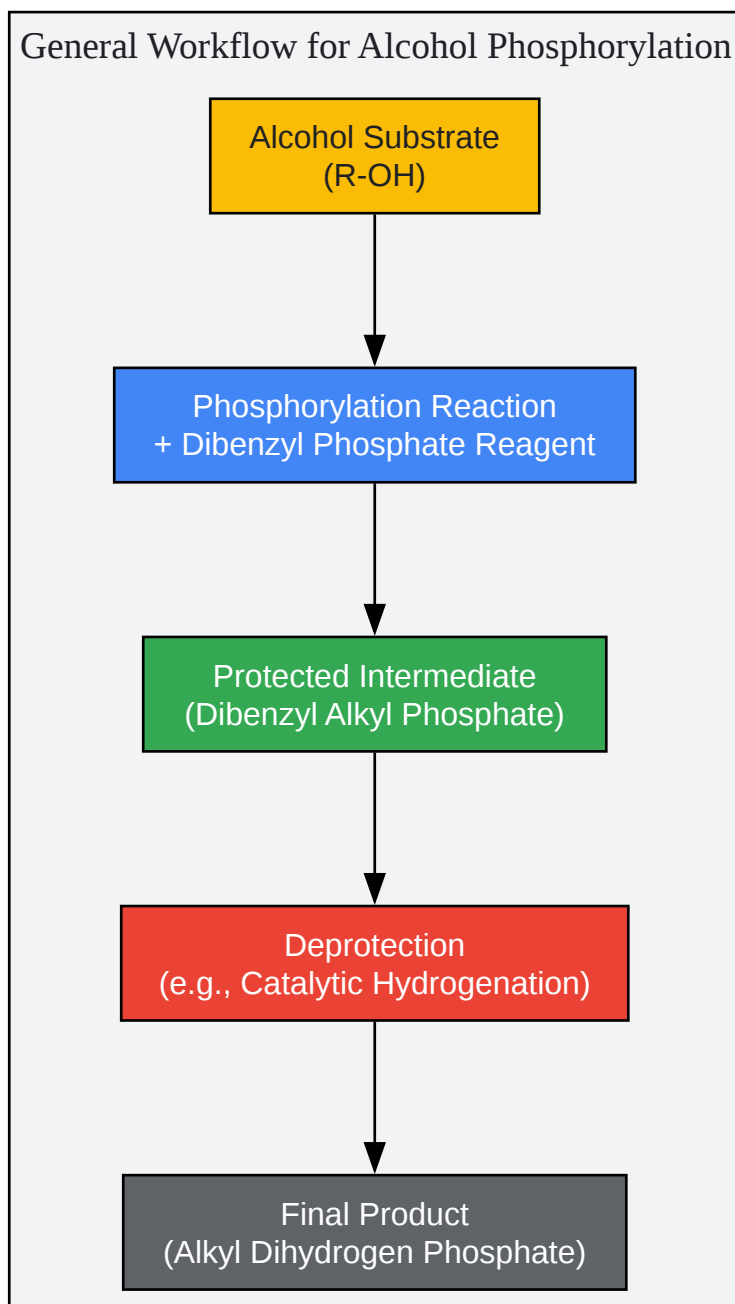 General Workflow for Alcohol Phosphorylation
Alcohol Substrate
(R-OH)
Phosphorylation Reaction
+ Dibenzyl Phosphate Reagent
Protected Intermediate
(Dibenzyl Alkyl Phosphate)
Deprotection
(e.g., Catalytic Hydrogenation)
Final Product
(Alkyl Dihydrogen Phosphate)